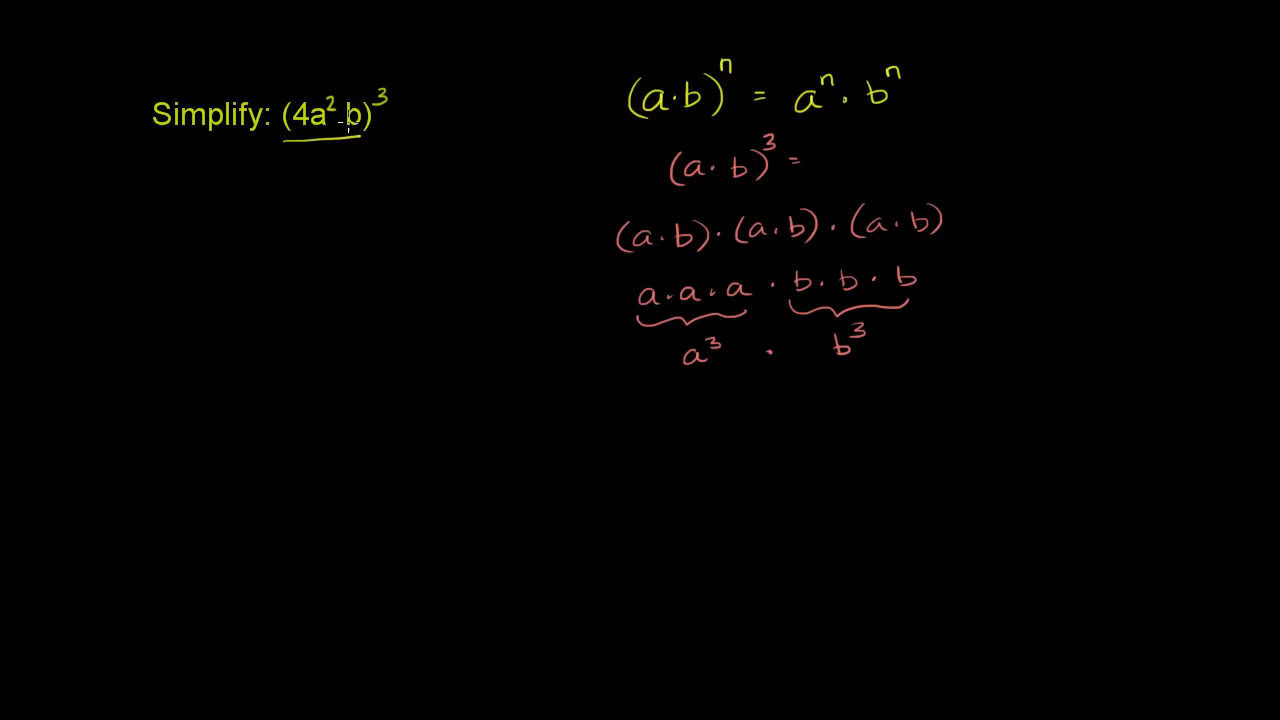 Simplify: (4a² b)³
(a·b)ⁿ = aⁿ · bⁿ
(a · b)³ =
(a·b) · (a·b) · (a·b)
a·a·a · b·b·b
a³ · b³